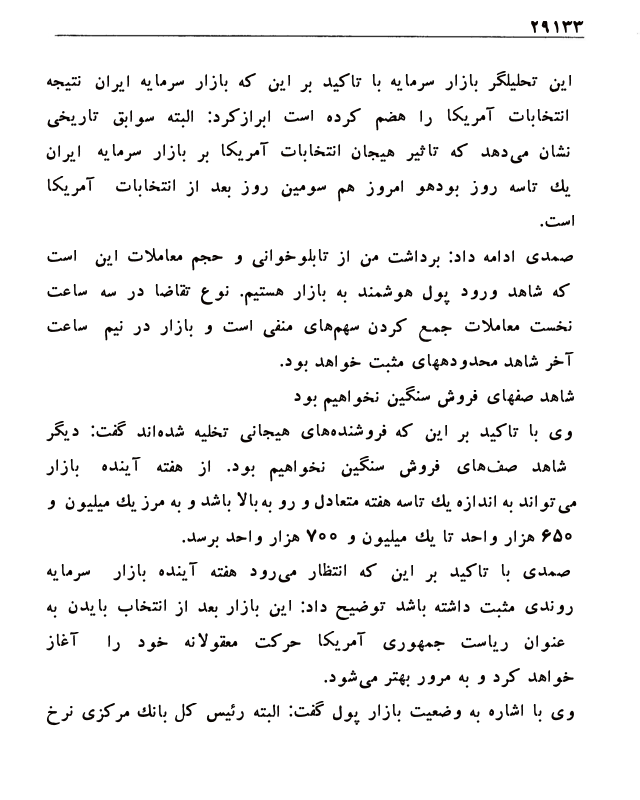 ۲۹۱۳۳
این تحلیلگر بازار سرمایه با تاکید بر این که بازار سرمایه ایران نتیجه
انتخابات آمریکا را هضم کرده است ابرازکرد: البته سوابق تاریخی
نشان می‌دهد که تاثیر هیجان انتخابات آمریکا بر بازار سرمایه ایران
یك تاسه روز بودهو امروز هم سومین روز بعد از انتخابات آمریکا
است.
صمدی ادامه داد: برداشت من از تابلوخوانی و حجم معاملات این است
که شاهد ورود پول هوشمند به بازار هستیم. نوع تقاضا در سه ساعت
نخست معاملات جمع کردن سهم‌های منفی است و بازار در نیم ساعت
آخر شاهد محدودههای مثبت خواهد بود.
شاهد صفهای فروش سنگین نخواهیم بود
وی با تاکید بر این که فروشنده‌های هیجانی تخلیه شده‌اند گفت: دیگر
شاهد صف‌های فروش سنگین نخواهیم بود. از هفته آینده بازار
می‌تواند به اندازه یك تاسه هفته متعادل و رو به‌بالا باشد و به مرز یك میلیون و
۶۵۰ هزار واحد تا یك میلیون و ۷۰۰ هزار واحد برسد.
صمدی با تاکید بر این که انتظار می‌رود هفته آینده بازار سرمایه
روندی مثبت داشته باشد توضیح داد: این بازار بعد از انتخاب بایدن به
عنوان ریاست جمهوری آمریکا حرکت معقولانه خود را آغاز
خواهد کرد و به مرور بهتر می‌شود.
وی با اشاره به وضعیت بازار پول گفت: البته رئیس کل بانك مرکزی نرخ